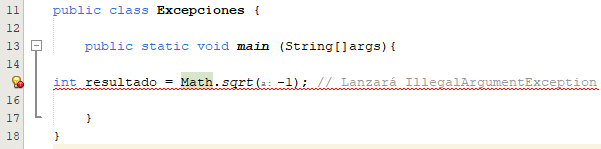 11 public class Excepciones {
12
13 public static void main (String[]args){
14
int resultado = Math.sqrt(a: -1); // Lanzará IllegalArgumentException
16
17 }
18 }